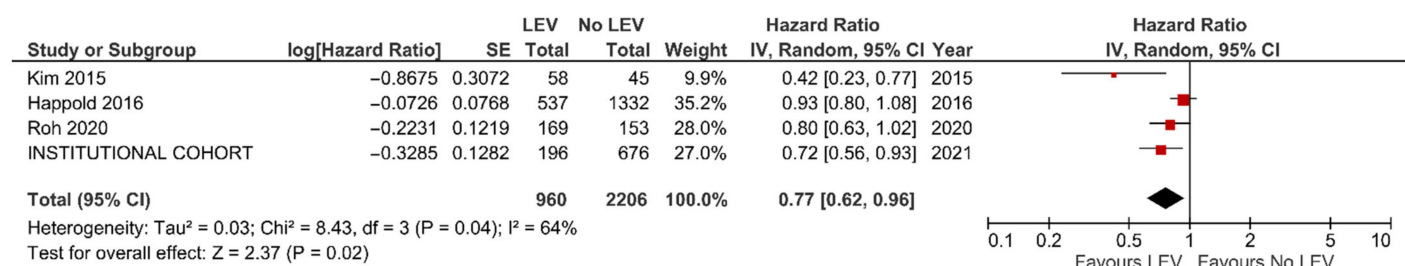 LEV No LEV Hazard Ratio Hazard Ratio
Study or Subgroup log[Hazard Ratio] SE Total Total Weight IV, Random, 95% CI Year IV, Random, 95% CI
Kim 2015 −0.8675 0.3072 58 45 9.9% 0.42 [0.23, 0.77] 2015
Happold 2016 −0.0726 0.0768 537 1332 35.2% 0.93 [0.80, 1.08] 2016
Roh 2020 −0.2231 0.1219 169 153 28.0% 0.80 [0.63, 1.02] 2020
INSTITUTIONAL COHORT −0.3285 0.1282 196 676 27.0% 0.72 [0.56, 0.93] 2021
Total (95% CI) 960 2206 100.0% 0.77 [0.62, 0.96]
Heterogeneity: Tau² = 0.03; Chi² = 8.43, df = 3 (P = 0.04); I² = 64%
Test for overall effect: Z = 2.37 (P = 0.02)
0.1 0.2 0.5 1 2 5 10
Favours LEV Favours No LEV